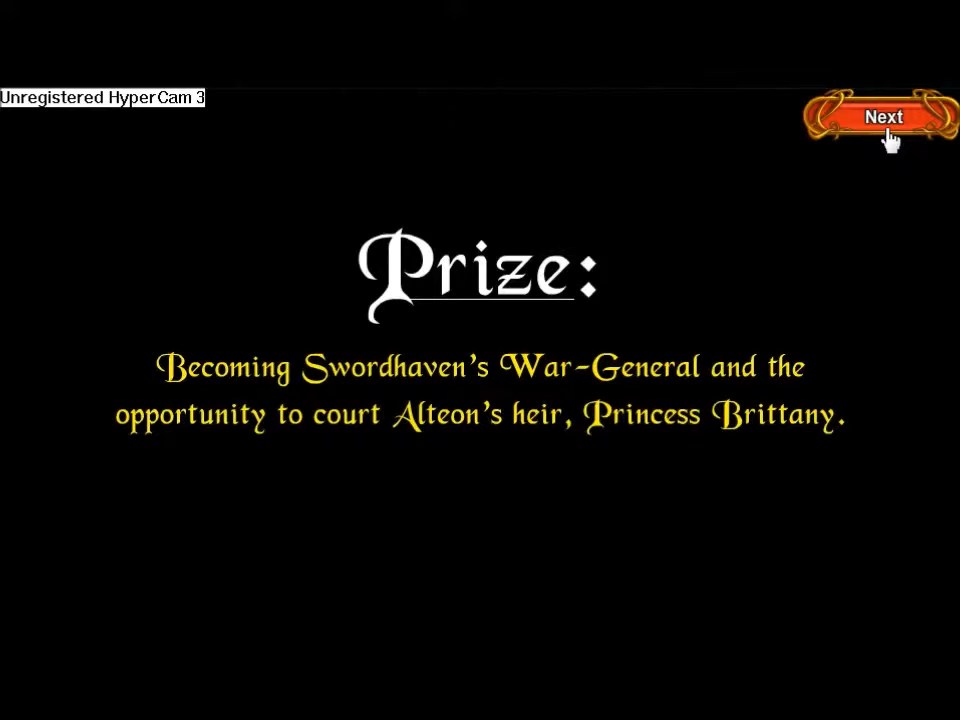 Unregistered HyperCam 3
Next
Prize:
Becoming Swordhaven's War-General and the
opportunity to court Alteon's heir, Princess Brittany.